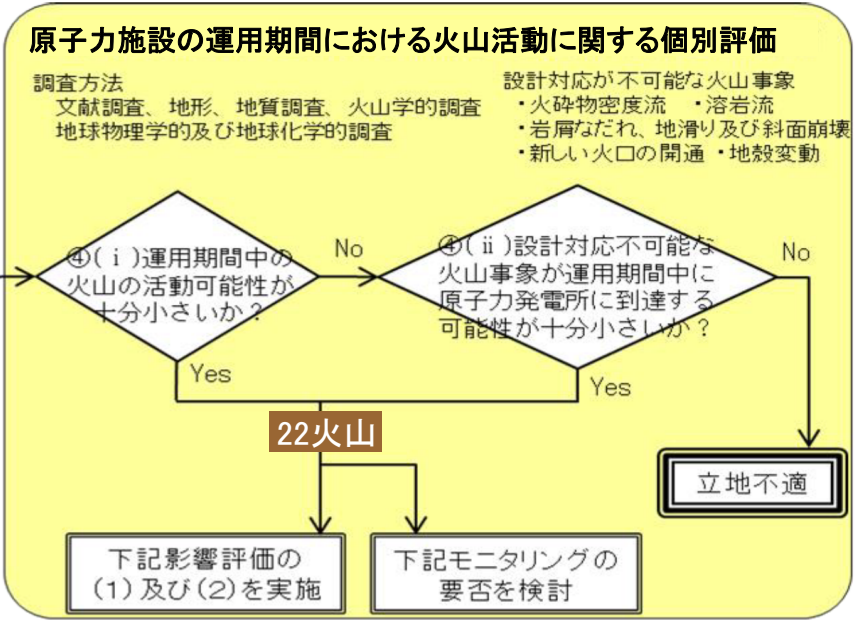 原子力施設の運用期間における火山活動に関する個別評価
調査方法
文献調査、地形、地質調査、火山学的調査
地球物理学的及び地球化学的調査
設計対応が不可能な火山事象
・火砕物密度流 ・溶岩流
・岩屑なだれ、地滑り及び斜面崩壊
・新しい火口の開通 ・地殻変動
④(ⅰ)運用期間中の
火山の活動可能性が
十分小さいか?
No
④(ⅱ)設計対応不可能な
火山事象が運用期間中に
原子力発電所に到達する
可能性が十分小さいか?
No
Yes
Yes
22火山
立地不適
下記影響評価の
(1)及び(2)を実施
下記モニタリングの
要否を検討